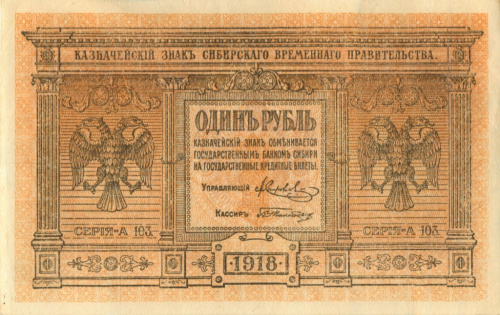 КАЗНАЧЕЙСКІЙ ЗНАКЪ СИБИРСКАГО ВРЕМЕННАГО ПРАВИТЕЛЬСТВА.
ОДИНЪ РУБЛЬ
КАЗНАЧЕЙСКІЙ ЗНАКЪ ОБМѢНИВАЕТСЯ
ГОСУДАРСТВЕННЫМЪ БАНКОМЪ СИБИРИ
НА ГОСУДАРСТВЕННЫЕ КРЕДИТНЫЕ БИЛЕТЫ.
УПРАВЛЯЮЩІЙ
КАССИРЪ
СЕРІЯ-А 103.
СЕРІЯ-А 103.
·1918·